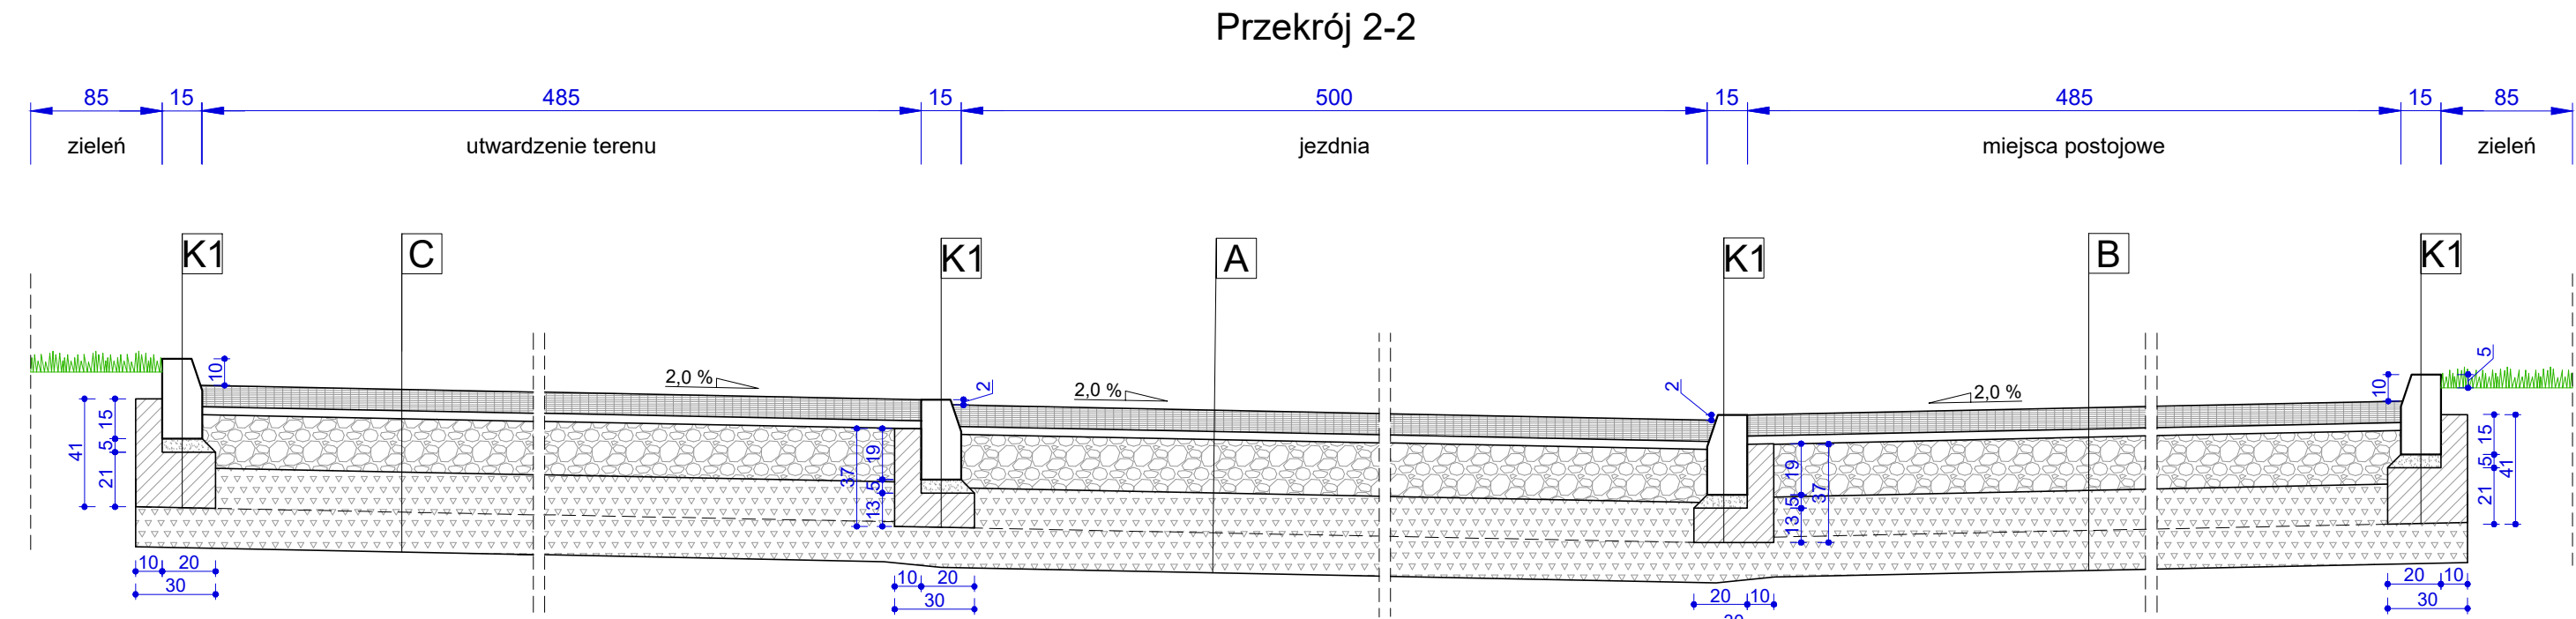 Przekrój 2-2
85 15 485 15 500 15 485 15 85
zieleń utwardzenie terenu jezdnia miejsca postojowe zieleń
K1 C K1 A K1 B K1
10 2,0 % 2 2,0 % 2 2,0 % 10 5
41 15 5 21 37 19 5 13 19 5 13 37 15 5 21 41
10 20 10 20 20 10 20 10
30 30 30 30